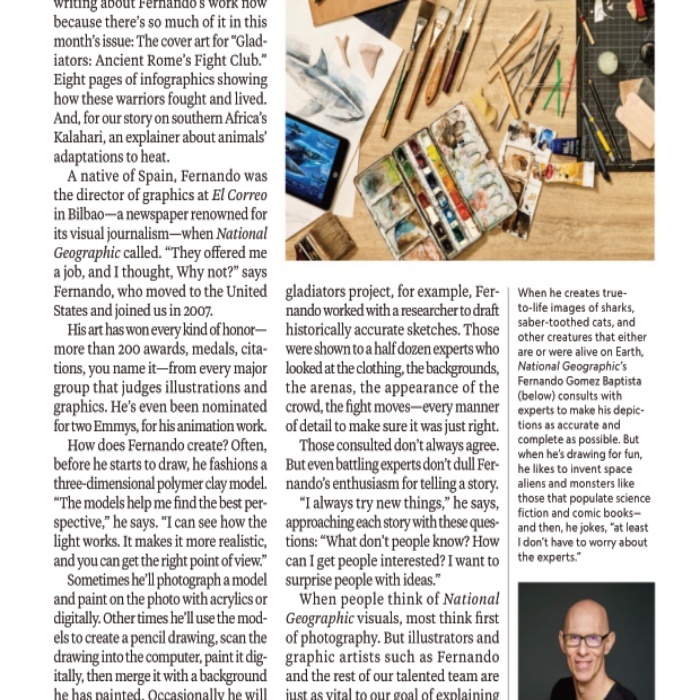 writing about Fernando's work now
because there's so much of it in this
month's issue: The cover art for "Glad-
iators: Ancient Rome's Fight Club."
Eight pages of infographics showing
how these warriors fought and lived.
And, for our story on southern Africa's
Kalahari, an explainer about animals'
adaptations to heat.
A native of Spain, Fernando was
the director of graphics at El Correo
in Bilbao—a newspaper renowned for
its visual journalism—when National
Geographic called. "They offered me
a job, and I thought, Why not?" says
Fernando, who moved to the United
States and joined us in 2007.
His art has won every kind of honor—
more than 200 awards, medals, cita-
tions, you name it—from every major
group that judges illustrations and
graphics. He's even been nominated
for two Emmys, for his animation work.
How does Fernando create? Often,
before he starts to draw, he fashions a
three-dimensional polymer clay model.
"The models help me find the best per-
spective," he says. "I can see how the
light works. It makes it more realistic,
and you can get the right point of view."
Sometimes he'll photograph a model
and paint on the photo with acrylics or
digitally. Other times he'll use the mod-
els to create a pencil drawing, scan the
drawing into the computer, paint it dig-
itally, then merge it with a background
he has painted. Occasionally he will
gladiators project, for example, Fer-
nando worked with a researcher to draft
historically accurate sketches. Those
were shown to a half dozen experts who
looked at the clothing, the backgrounds,
the arenas, the appearance of the
crowd, the fight moves—every manner
of detail to make sure it was just right.
Those consulted don't always agree.
But even battling experts don't dull Fer-
nando's enthusiasm for telling a story.
"I always try new things," he says,
approaching each story with these ques-
tions: "What don't people know? How
can I get people interested? I want to
surprise people with ideas."
When people think of National
Geographic visuals, most think first
of photography. But illustrators and
graphic artists such as Fernando
and the rest of our talented team are
just as vital to our goal of explaining
When he creates true-
to-life images of sharks,
saber-toothed cats, and
other creatures that either
are or were alive on Earth,
National Geographic's
Fernando Gomez Baptista
(below) consults with
experts to make his depic-
tions as accurate and
complete as possible. But
when he's drawing for fun,
he likes to invent space
aliens and monsters like
those that populate science
fiction and comic books—
and then, he jokes, "at least
I don't have to worry about
the experts."